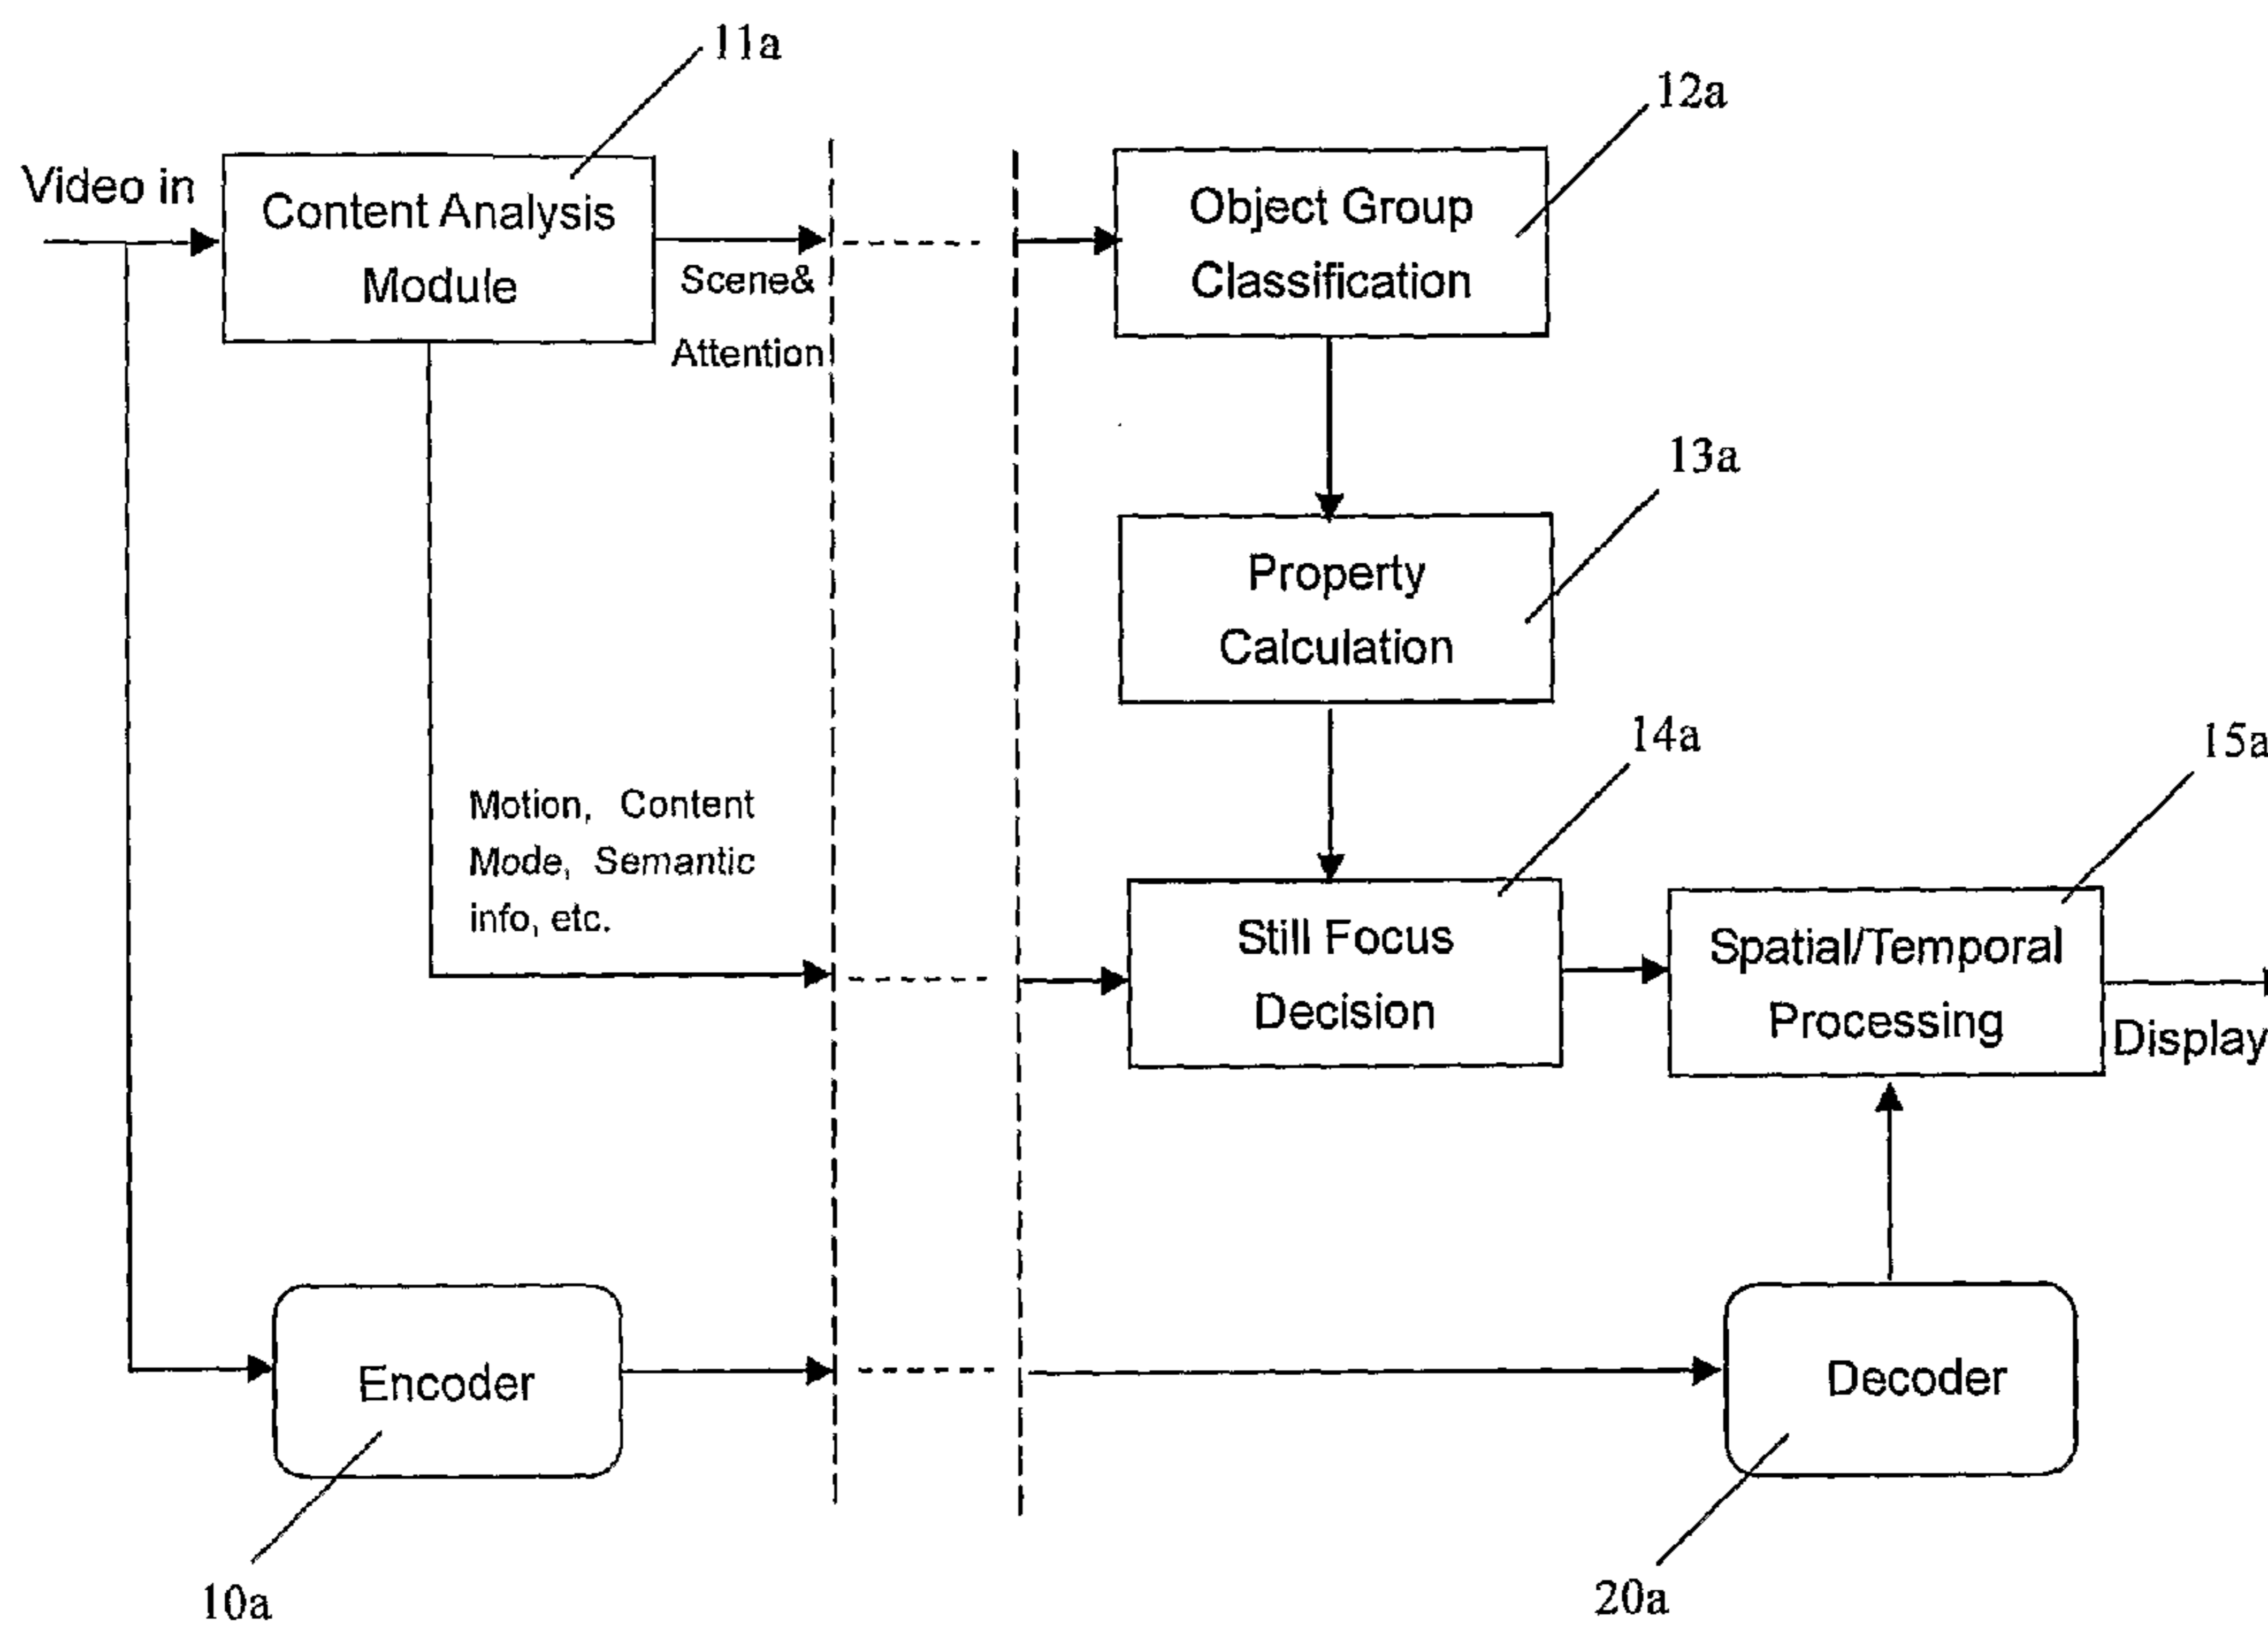 11a
12a
Video in
Content Analysis
Module
Scene&
Attention
Object Group
Classification
13a
Property
Calculation
14a
15a
Motion, Content
Mode, Semantic
info, etc.
Still Focus
Decision
Spatial/Temporal
Processing
Display
Encoder
Decoder
10a
20a